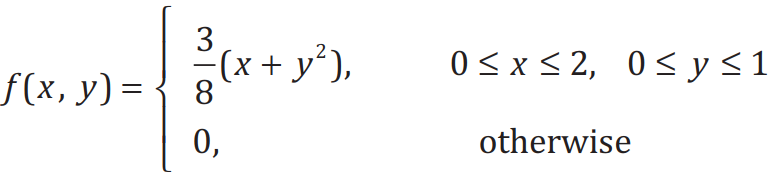 f(x, y) = { 3/8 (x + y²), 0 ≤ x ≤ 2, 0 ≤ y ≤ 1
0, otherwise